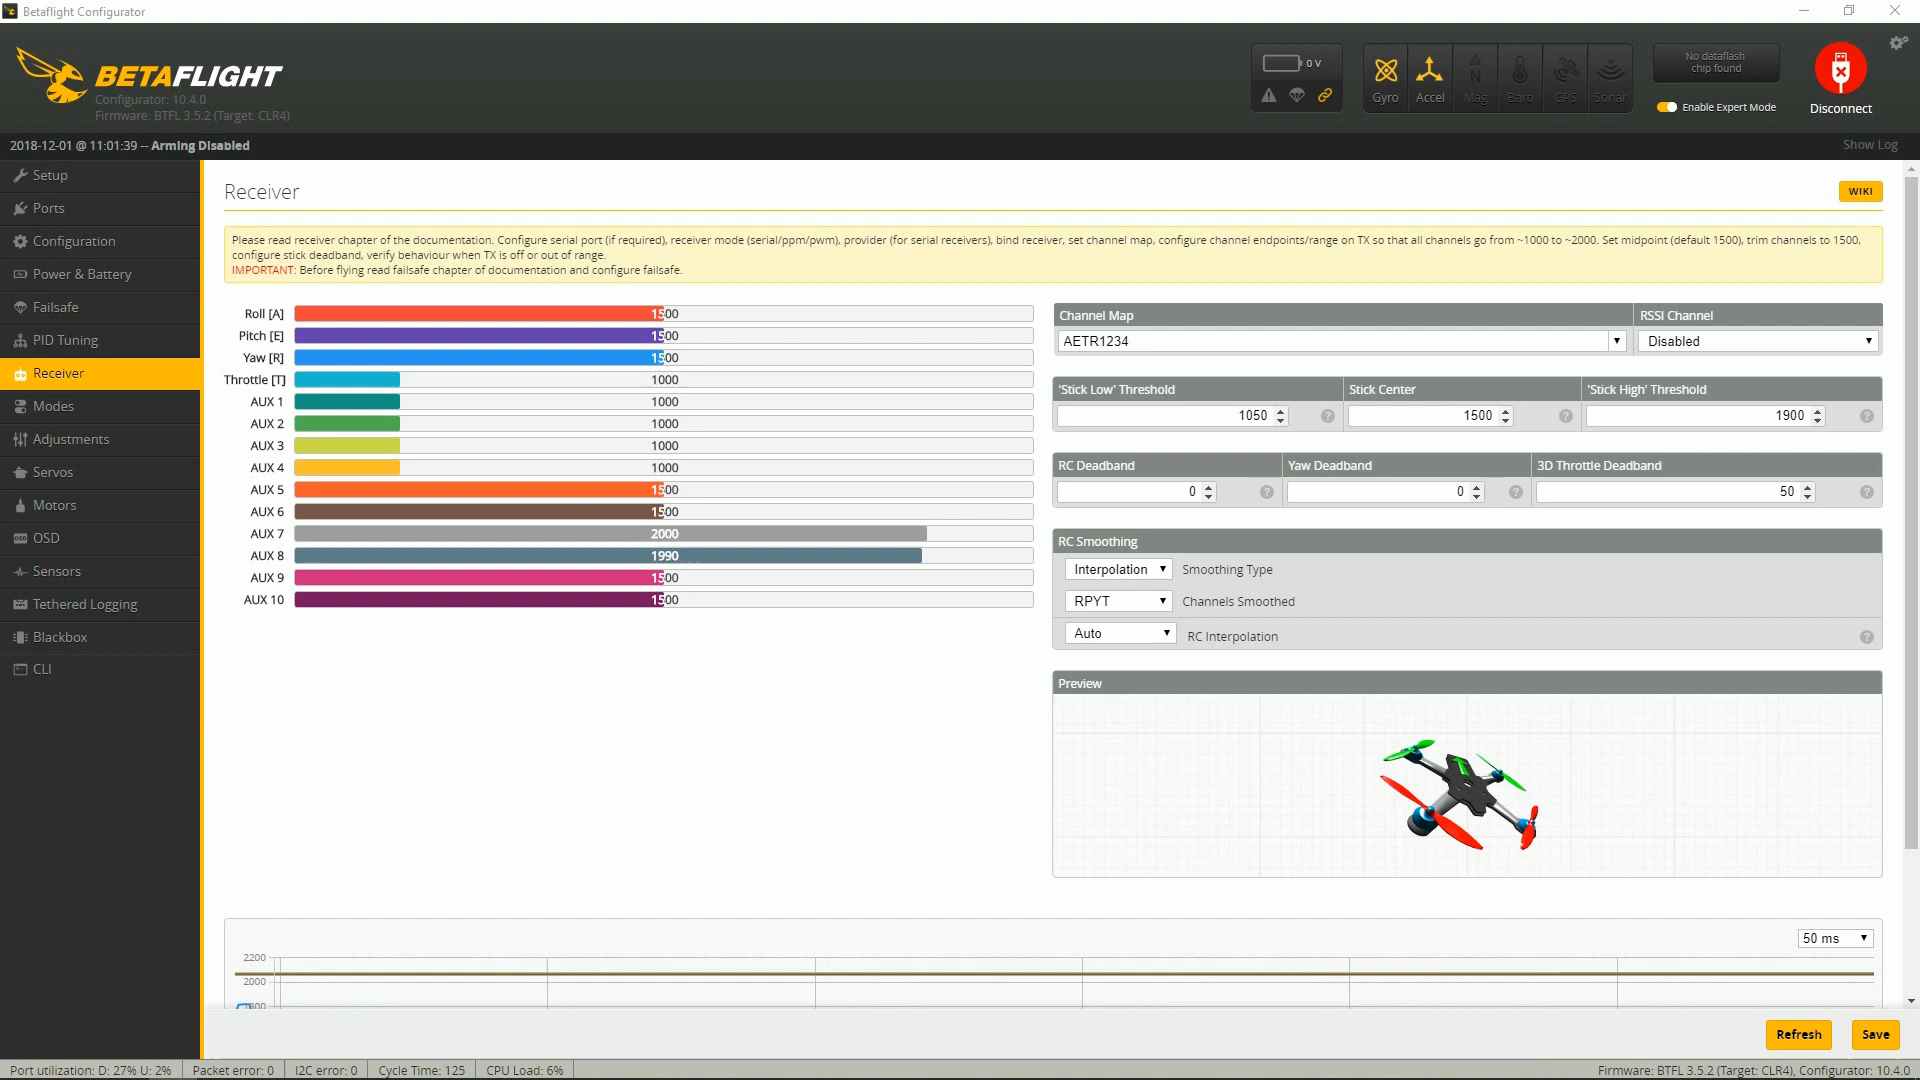 Betaflight Configurator
BETAFLIGHT
Configurator: 10.4.0
Firmware: BTFL 3.5.2 (Target: CLR4)
0 V
Gyro Accel Mag Baro GPS Sonar
No dataflash
chip found
Enable Expert Mode
Disconnect
2018-12-01 @ 11:01:39 -- Arming Disabled
Show Log
Setup
Ports
Configuration
Power & Battery
Failsafe
PID Tuning
Receiver
Modes
Adjustments
Servos
Motors
OSD
Sensors
Tethered Logging
Blackbox
CLI
Receiver
WIKI
Please read receiver chapter of the documentation. Configure serial port (if required), receiver mode (serial/ppm/pwm), provider (for serial receivers), bind receiver, set channel map, configure channel endpoints/range on TX so that all channels go from ~1000 to ~2000. Set midpoint (default 1500), trim channels to 1500,
configure stick deadband, verify behaviour when TX is off or out of range.
IMPORTANT: Before flying read failsafe chapter of documentation and configure failsafe.
Roll [A] 1500
Pitch [E] 1500
Yaw [R] 1500
Throttle [T] 1000
AUX 1 1000
AUX 2 1000
AUX 3 1000
AUX 4 1000
AUX 5 1500
AUX 6 1500
AUX 7 2000
AUX 8 1990
AUX 9 1500
AUX 10 1500
Channel Map RSSI Channel
AETR1234 Disabled
'Stick Low' Threshold Stick Center 'Stick High' Threshold
1050 1500 1900
RC Deadband Yaw Deadband 3D Throttle Deadband
0 0 50
RC Smoothing
Interpolation Smoothing Type
RPYT Channels Smoothed
Auto RC Interpolation
Preview
50 ms
2200
2000
Refresh Save
Port utilization: D: 27% U: 2% Packet error: 0 I2C error: 0 Cycle Time: 125 CPU Load: 6%
Firmware: BTFL 3.5.2 (Target: CLR4), Configurator: 10.4.0